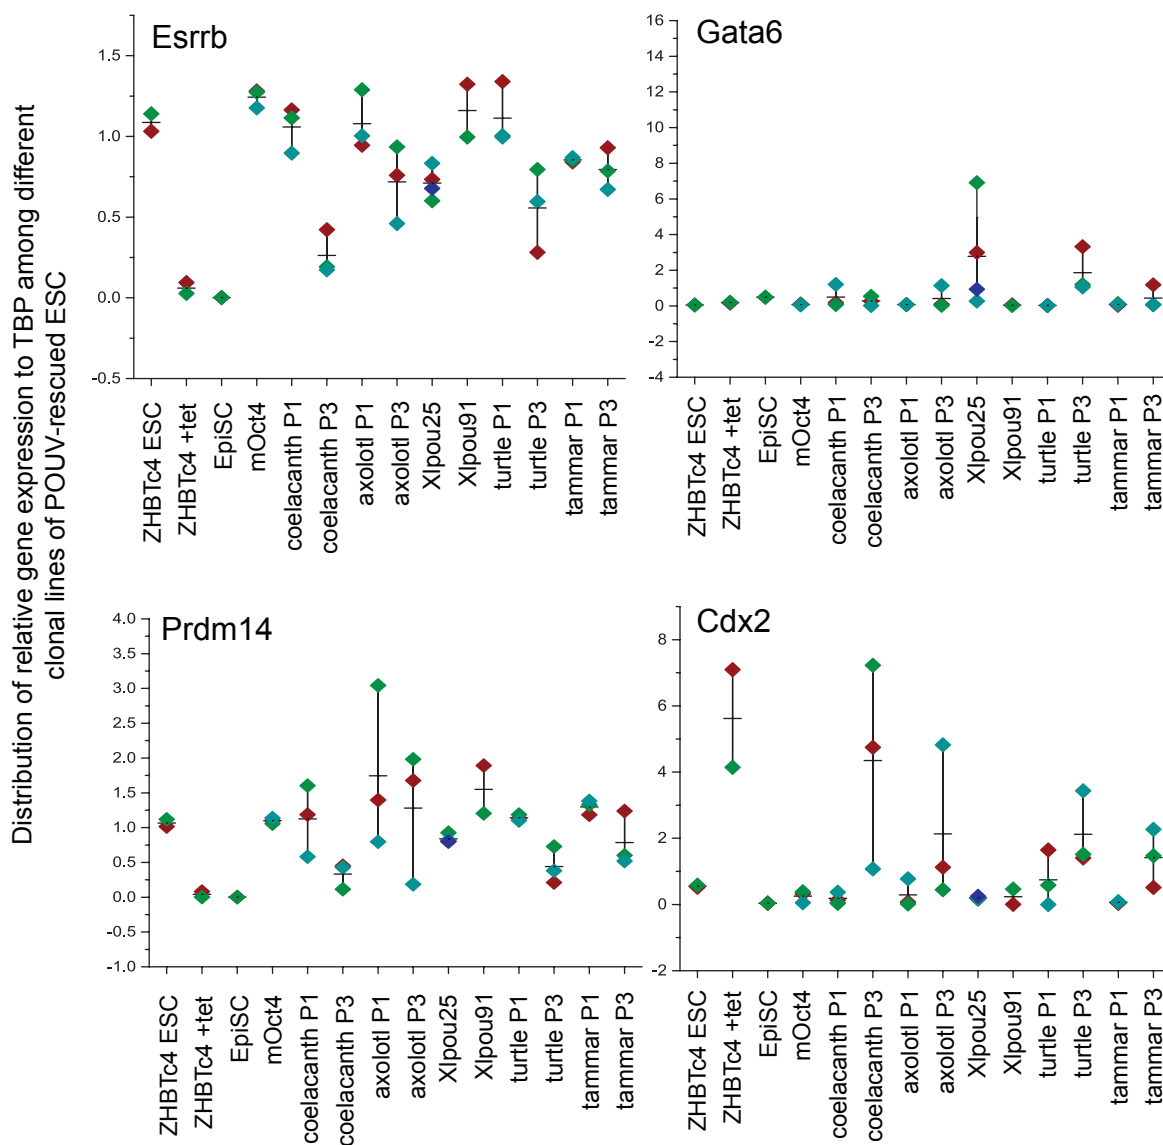 Distribution of relative gene expression to TBP among different
clonal lines of POUV-rescued ESC
Esrrb
1.5
1.0
0.5
0.0
-0.5
ZHBTc4 ESC
ZHBTc4 +tet
EpiSC
mOct4
coelacanth P1
coelacanth P3
axolotl P1
axolotl P3
Xlpou25
Xlpou91
turtle P1
turtle P3
tammar P1
tammar P3
Gata6
16
14
12
10
8
6
4
2
0
-2
-4
ZHBTc4 ESC
ZHBTc4 +tet
EpiSC
mOct4
coelacanth P1
coelacanth P3
axolotl P1
axolotl P3
Xlpou25
Xlpou91
turtle P1
turtle P3
tammar P1
tammar P3
Prdm14
4.0
3.5
3.0
2.5
2.0
1.5
1.0
0.5
0.0
-0.5
-1.0
ZHBTc4 ESC
ZHBTc4 +tet
EpiSC
mOct4
coelacanth P1
coelacanth P3
axolotl P1
axolotl P3
Xlpou25
Xlpou91
turtle P1
turtle P3
tammar P1
tammar P3
Cdx2
8
6
4
2
0
-2
ZHBTc4 ESC
ZHBTc4 +tet
EpiSC
mOct4
coelacanth P1
coelacanth P3
axolotl P1
axolotl P3
Xlpou25
Xlpou91
turtle P1
turtle P3
tammar P1
tammar P3